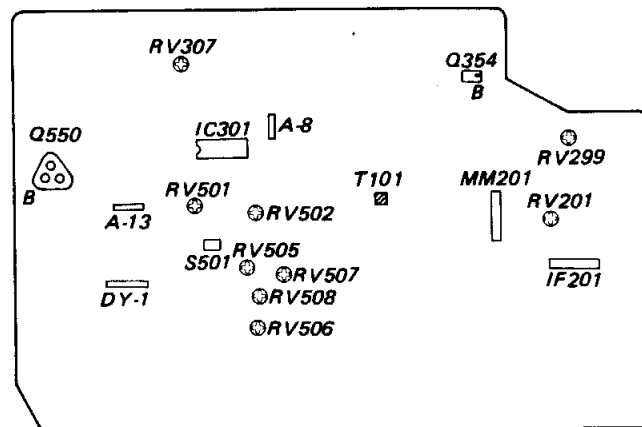 RV307
Q354
B
Q550
IC301
A-8
RV299
B
RV501
T101
MM201
RV201
A-13
RV502
S501
RV505
RV507
IF201
DY-1
RV508
RV506